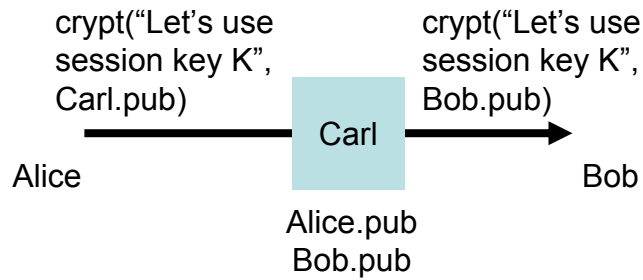 crypt(“Let’s use
session key K”,
Carl.pub)
crypt(“Let’s use
session key K”,
Bob.pub)
Carl
Alice
Bob
Alice.pub
Bob.pub